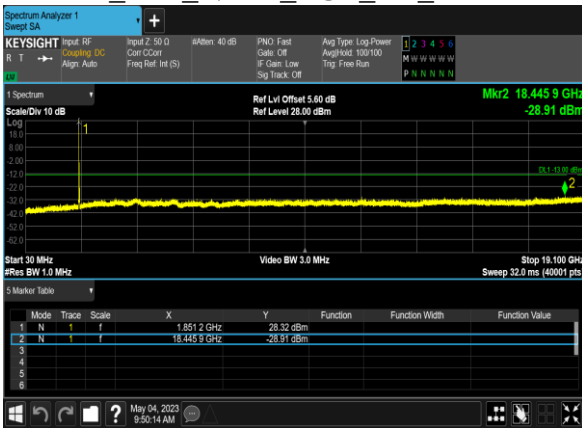 Spectrum Analyzer 1
Swept SA
KEYSIGHT
R T
LV
Input: RF
Coupling: DC
Align: Auto
Input Z: 50 Ω
Corr CCorr
Freq Ref: Int (S)
#Atten: 40 dB
PNO: Fast
Gate: Off
IF Gain: Low
Sig Track: Off
Avg Type: Log-Power
Avg|Hold: 100/100
Trig: Free Run
1 2 3 4 5 6
M W W W W W
P N N N N N
1 Spectrum
Scale/Div 10 dB
Ref Lvl Offset 5.60 dB
Ref Level 28.00 dBm
Mkr2 18.445 9 GHz
-28.91 dBm
Log
18.0
8.00
-2.00
-12.0
-22.0
-32.0
-42.0
-52.0
-62.0
1
DL1 -13.00 dBm
2
Start 30 MHz
#Res BW 1.0 MHz
Video BW 3.0 MHz
Stop 19.100 GHz
Sweep 32.0 ms (40001 pts)
5 Marker Table
Mode Trace Scale X Y Function Function Width Function Value
1 N 1 f 1.851 2 GHz 28.32 dBm
2 N 1 f 18.445 9 GHz -28.91 dBm
3
4
5
6
?
May 04, 2023
9:50:14 AM